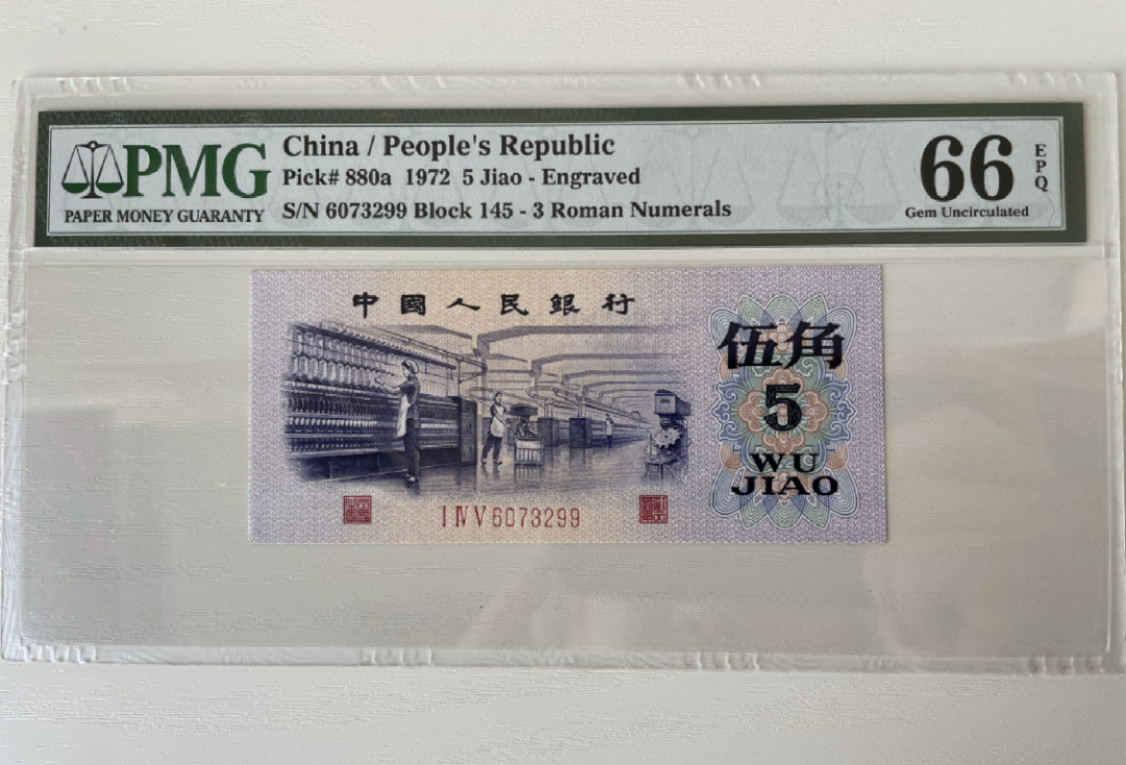 PMG
PAPER MONEY GUARANTY
China / People's Republic
Pick# 880a 1972 5 Jiao - Engraved
S/N 6073299 Block 145 - 3 Roman Numerals
66
EPQ
Gem Uncirculated
中國人民銀行
伍角
5
WU
JIAO
I IV V 6073299